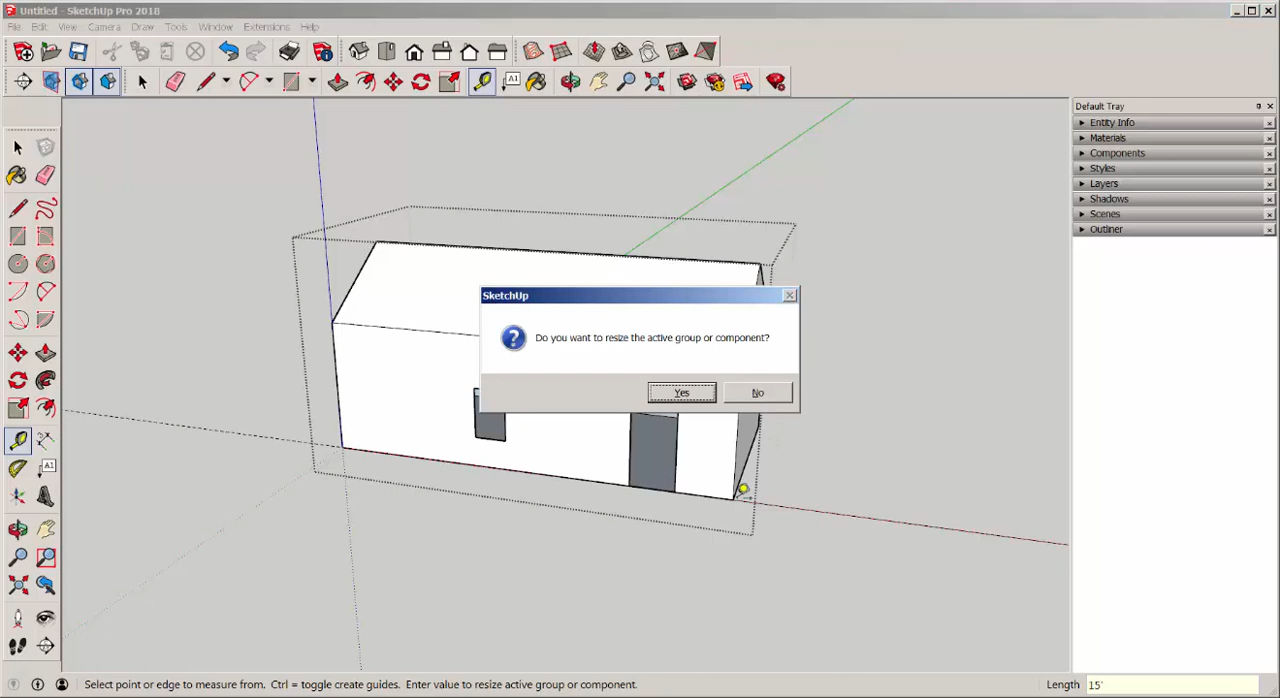 Untitled - SketchUp Pro 2018
File Edit View Camera Draw Tools Window Extensions Help
A1
Default Tray
Entity Info
Materials
Components
Styles
Layers
Shadows
Scenes
Outliner
SketchUp
?
Do you want to resize the active group or component?
Yes No
A1
Select point or edge to measure from. Ctrl = toggle create guides. Enter value to resize active group or component.
Length 15'